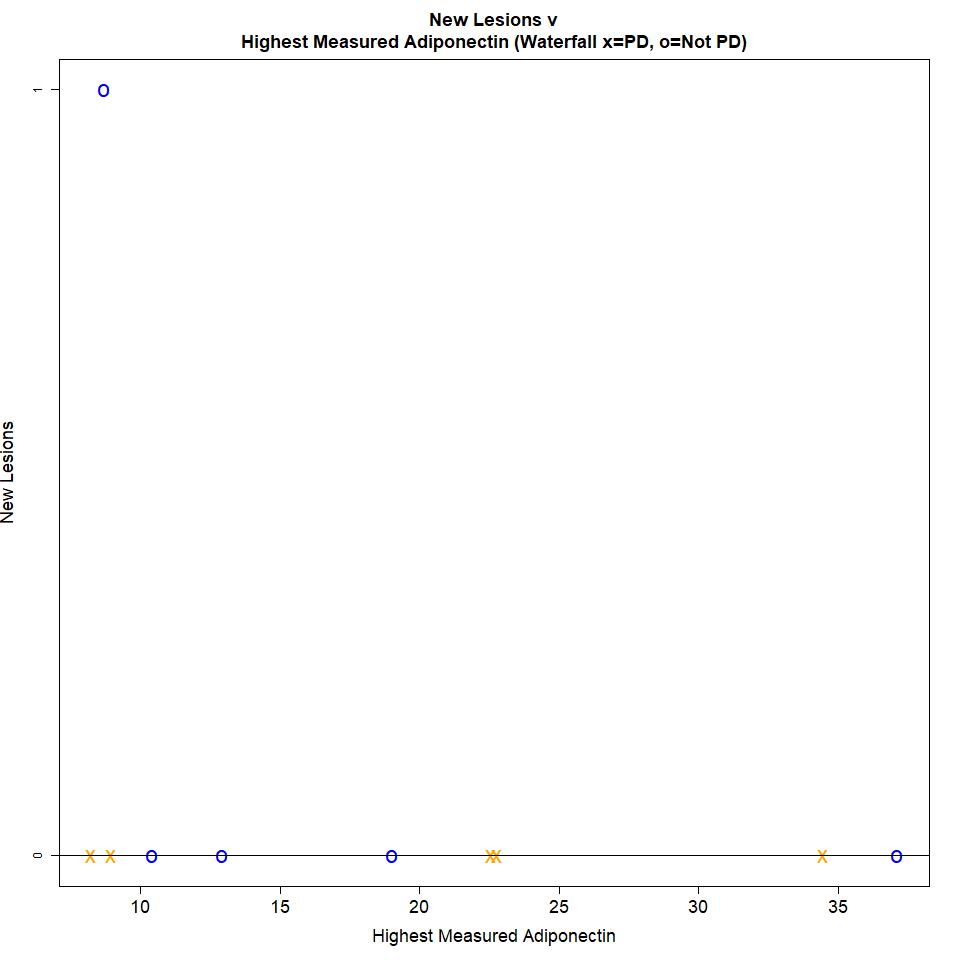 New Lesions v
Highest Measured Adiponectin (Waterfall x=PD, o=Not PD)
New Lesions
1
0
o
x x o o o xx x o
10 15 20 25 30 35
Highest Measured Adiponectin